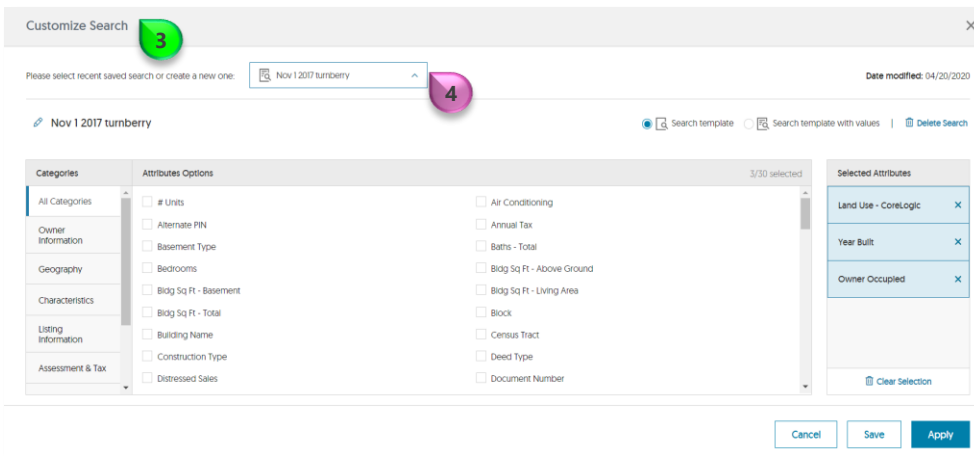 Customize Search
3
Please select recent saved search or create a new one:
Nov 1 2017 turnberry
4
Date modified: 04/20/2020
Nov 1 2017 turnberry
Search template
Search template with values | Delete Search
Categories
Attributes Options
3/30 selected
Selected Attributes
All Categories
Owner
Information
Geography
Characteristics
Listing
Information
Assessment & Tax
# Units
Air Conditioning
Alternate PIN
Annual Tax
Basement Type
Baths - Total
Bedrooms
Bldg Sq Ft - Above Ground
Bldg Sq Ft - Basement
Bldg Sq Ft - Living Area
Bldg Sq Ft - Total
Block
Building Name
Census Tract
Construction Type
Deed Type
Distressed Sales
Document Number
Land Use - CoreLogic
Year Built
Owner Occupied
Clear Selection
Cancel
Save
Apply